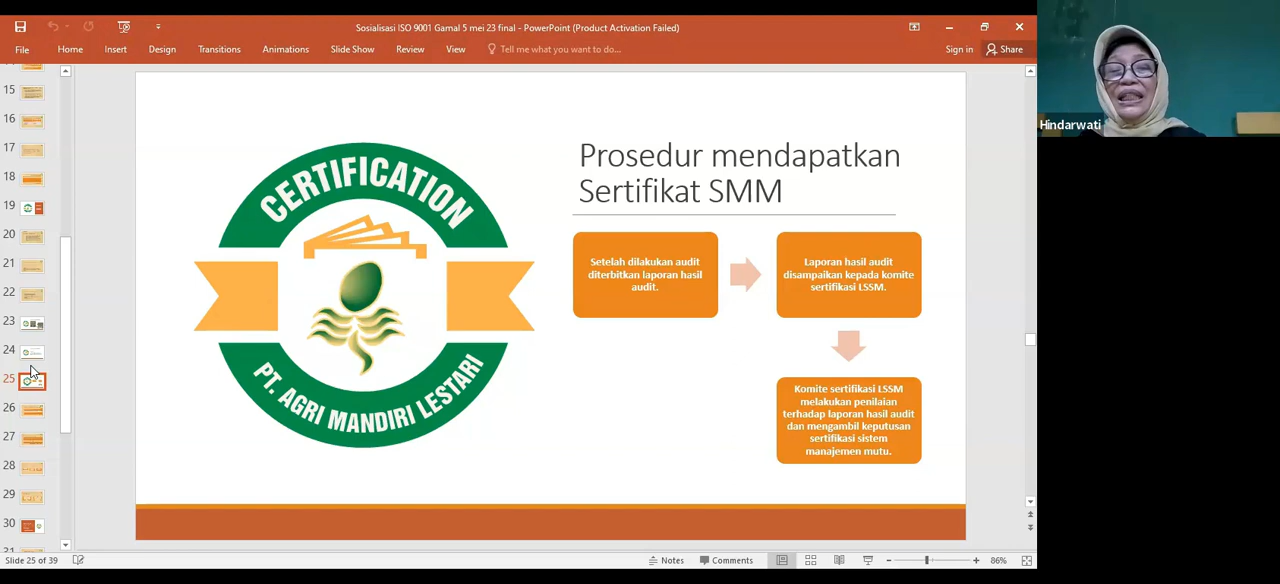 Sosialisasi ISO 9001 Gamal 5 mei 23 final - PowerPoint (Product Activation Failed)
File Home Insert Design Transitions Animations Slide Show Review View Tell me what you want to do... Sign in Share
15
16
17
18
19
20
21
22
23
24
25
26
27
28
29
30
CERTIFICATION
PT. AGRI MANDIRI LESTARI
Prosedur mendapatkan
Sertifikat SMM
Setelah dilakukan audit
diterbitkan laporan hasil
audit.
Laporan hasil audit
disampaikan kepada komite
sertifikasi LSSM.
Komite sertifikasi LSSM
melakukan penilaian
terhadap laporan hasil audit
dan mengambil keputusan
sertifikasi sistem
manajemen mutu.
Hindarwati
Slide 25 of 39
Notes Comments 86%